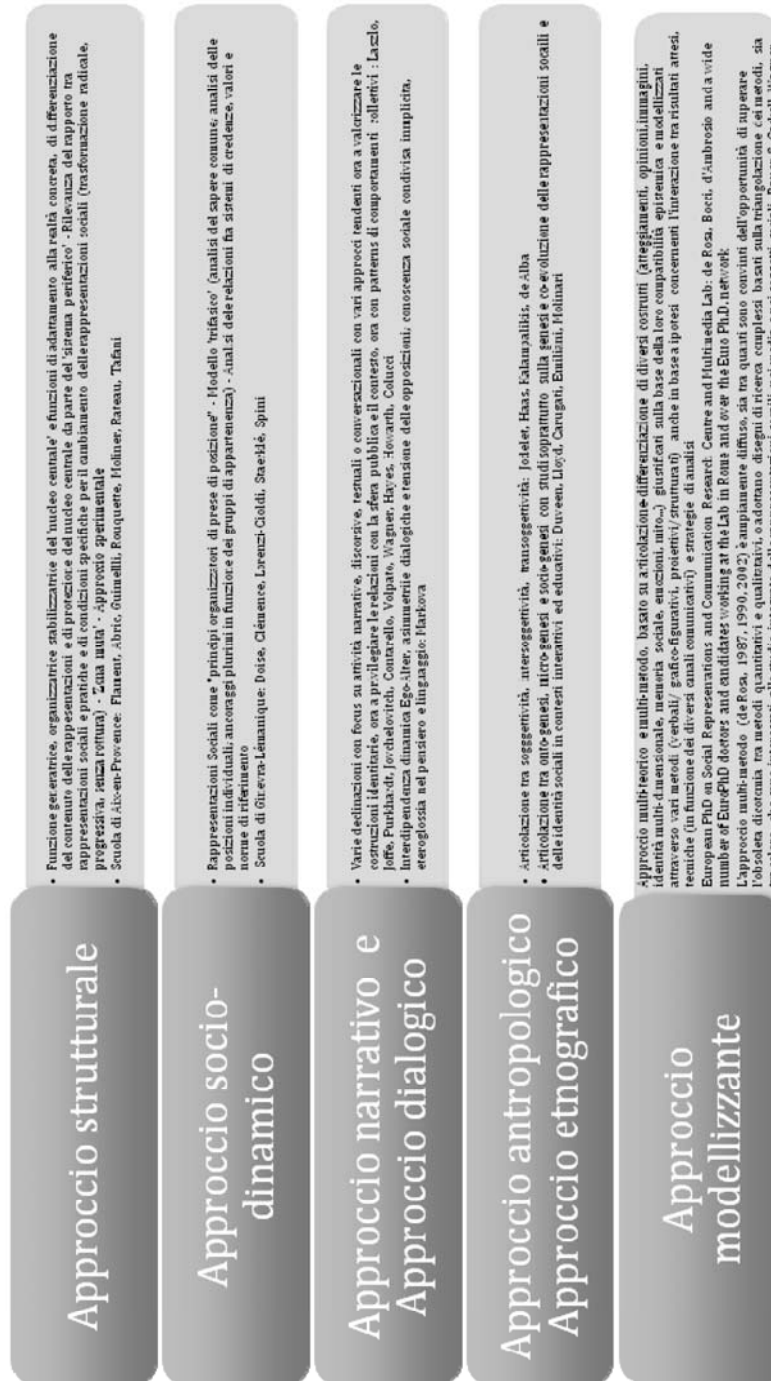 Approccio strutturale
• Funzione generatrice, organizzatrice stabilizzatrice del 'nucleo centrale' e funzioni di adattamento alla realtà concreta, di differenziazione
del contenuto delle rappresentazioni e di protezione del nucleo centrale da parte del 'sistema periferico' - Rilevanza del rapporto tra
rappresentazioni sociali e pratiche e di condizioni specifiche per il cambiamento delle rappresentazioni sociali (trasformazione radicale,
progressiva, senza rottura) - 'Zona muta' - Approccio sperimentale
• Scuola di Aix-en-Provence: Flament, Abric, Guimelli, Rouquette, Moliner, Rateau, Tafani
Approccio socio-
dinamico
• Rappresentazioni Sociali come "principi organizzatori di prese di posizione" - Modello 'trifasico' (analisi del sapere comune, analisi delle
posizioni individuali, ancoraggi plurimi in funzione dei gruppi di appartenenza) - Analisi delle relazioni fra sistemi di credenze, valori e
norme di riferimento
• Scuola di Ginevra-Lémanique: Doise, Clémence, Lorenzi-Cioldi, Staerklé, Spini
Approccio narrativo e
Approccio dialogico
• Varie declinazioni con focus su attività narrative, discorsive, testuali o conversazionali con vari approcci tendenti ora a valorizzare le
costruzioni identitarie, ora a privilegiare le relazioni con la sfera pubblica e il contesto, ora con patterns di comportamenti collettivi : Laszlo,
Joffe, Purkhardt, Jovchelovitch, Contarello, Volpato, Wagner, Hayes, Howarth, Colucci
• Interdipendenza dinamica Ego-Alter, asimmetrie dialogiche e tensione delle opposizioni; conoscenza sociale condivisa implicita,
eteroglossia nel pensiero e linguaggio: Markova
Approccio antropologico
Approccio etnografico
• Articolazione tra soggettività, intersoggettività, transoggettività: Jodelet, Haas, Kalampalikis, de Alba
• Articolazione tra onto-genesi, micro-genesi e socio-genesi con studi soprattutto sulla genesi e co-evoluzione delle rappresentazioni socaili e
delle identità sociali in contesti interattivi ed educativi: Duveen, Lloyd, Carugati, Emiliani, Molinari
Approccio
modellizzante
Approccio multi-teorico e multi-metodo, basato su articolazione-differenziazione di diversi costrutti (atteggiamenti, opinioni, immagini,
identità multi-dimensionale, memoria sociale, emozioni, mito...) giustificati sulla base della loro compatibilità epistemica e modellizzati
attraverso vari metodi (verbali/ grafico-figurativi, proiettivi/ strutturati) anche in base a ipotesi concernenti l'interazione tra risultati attesi,
tecniche (in funzione dei diversi canali comunicativi) e strategie di analisi
European PhD on Social Representations and Communication Research Centre and Multimedia Lab: de Rosa, Bocci, d'Ambrosio and a wide
number of EuroPhD doctors and candidates working at the Lab in Rome and over the Euro Ph.D. network
L'approccio multi-metodo (de Rosa, 1987, 1990, 2002) è ampiamente diffuso, sia tra quanti sono convinti dell'opportunità di superare
l'obsoleta dicotomia tra metodi quantitativi e qualitataivi, o adottano disegni di ricerca complessi basati sulla triangolazione dei metodi, sia